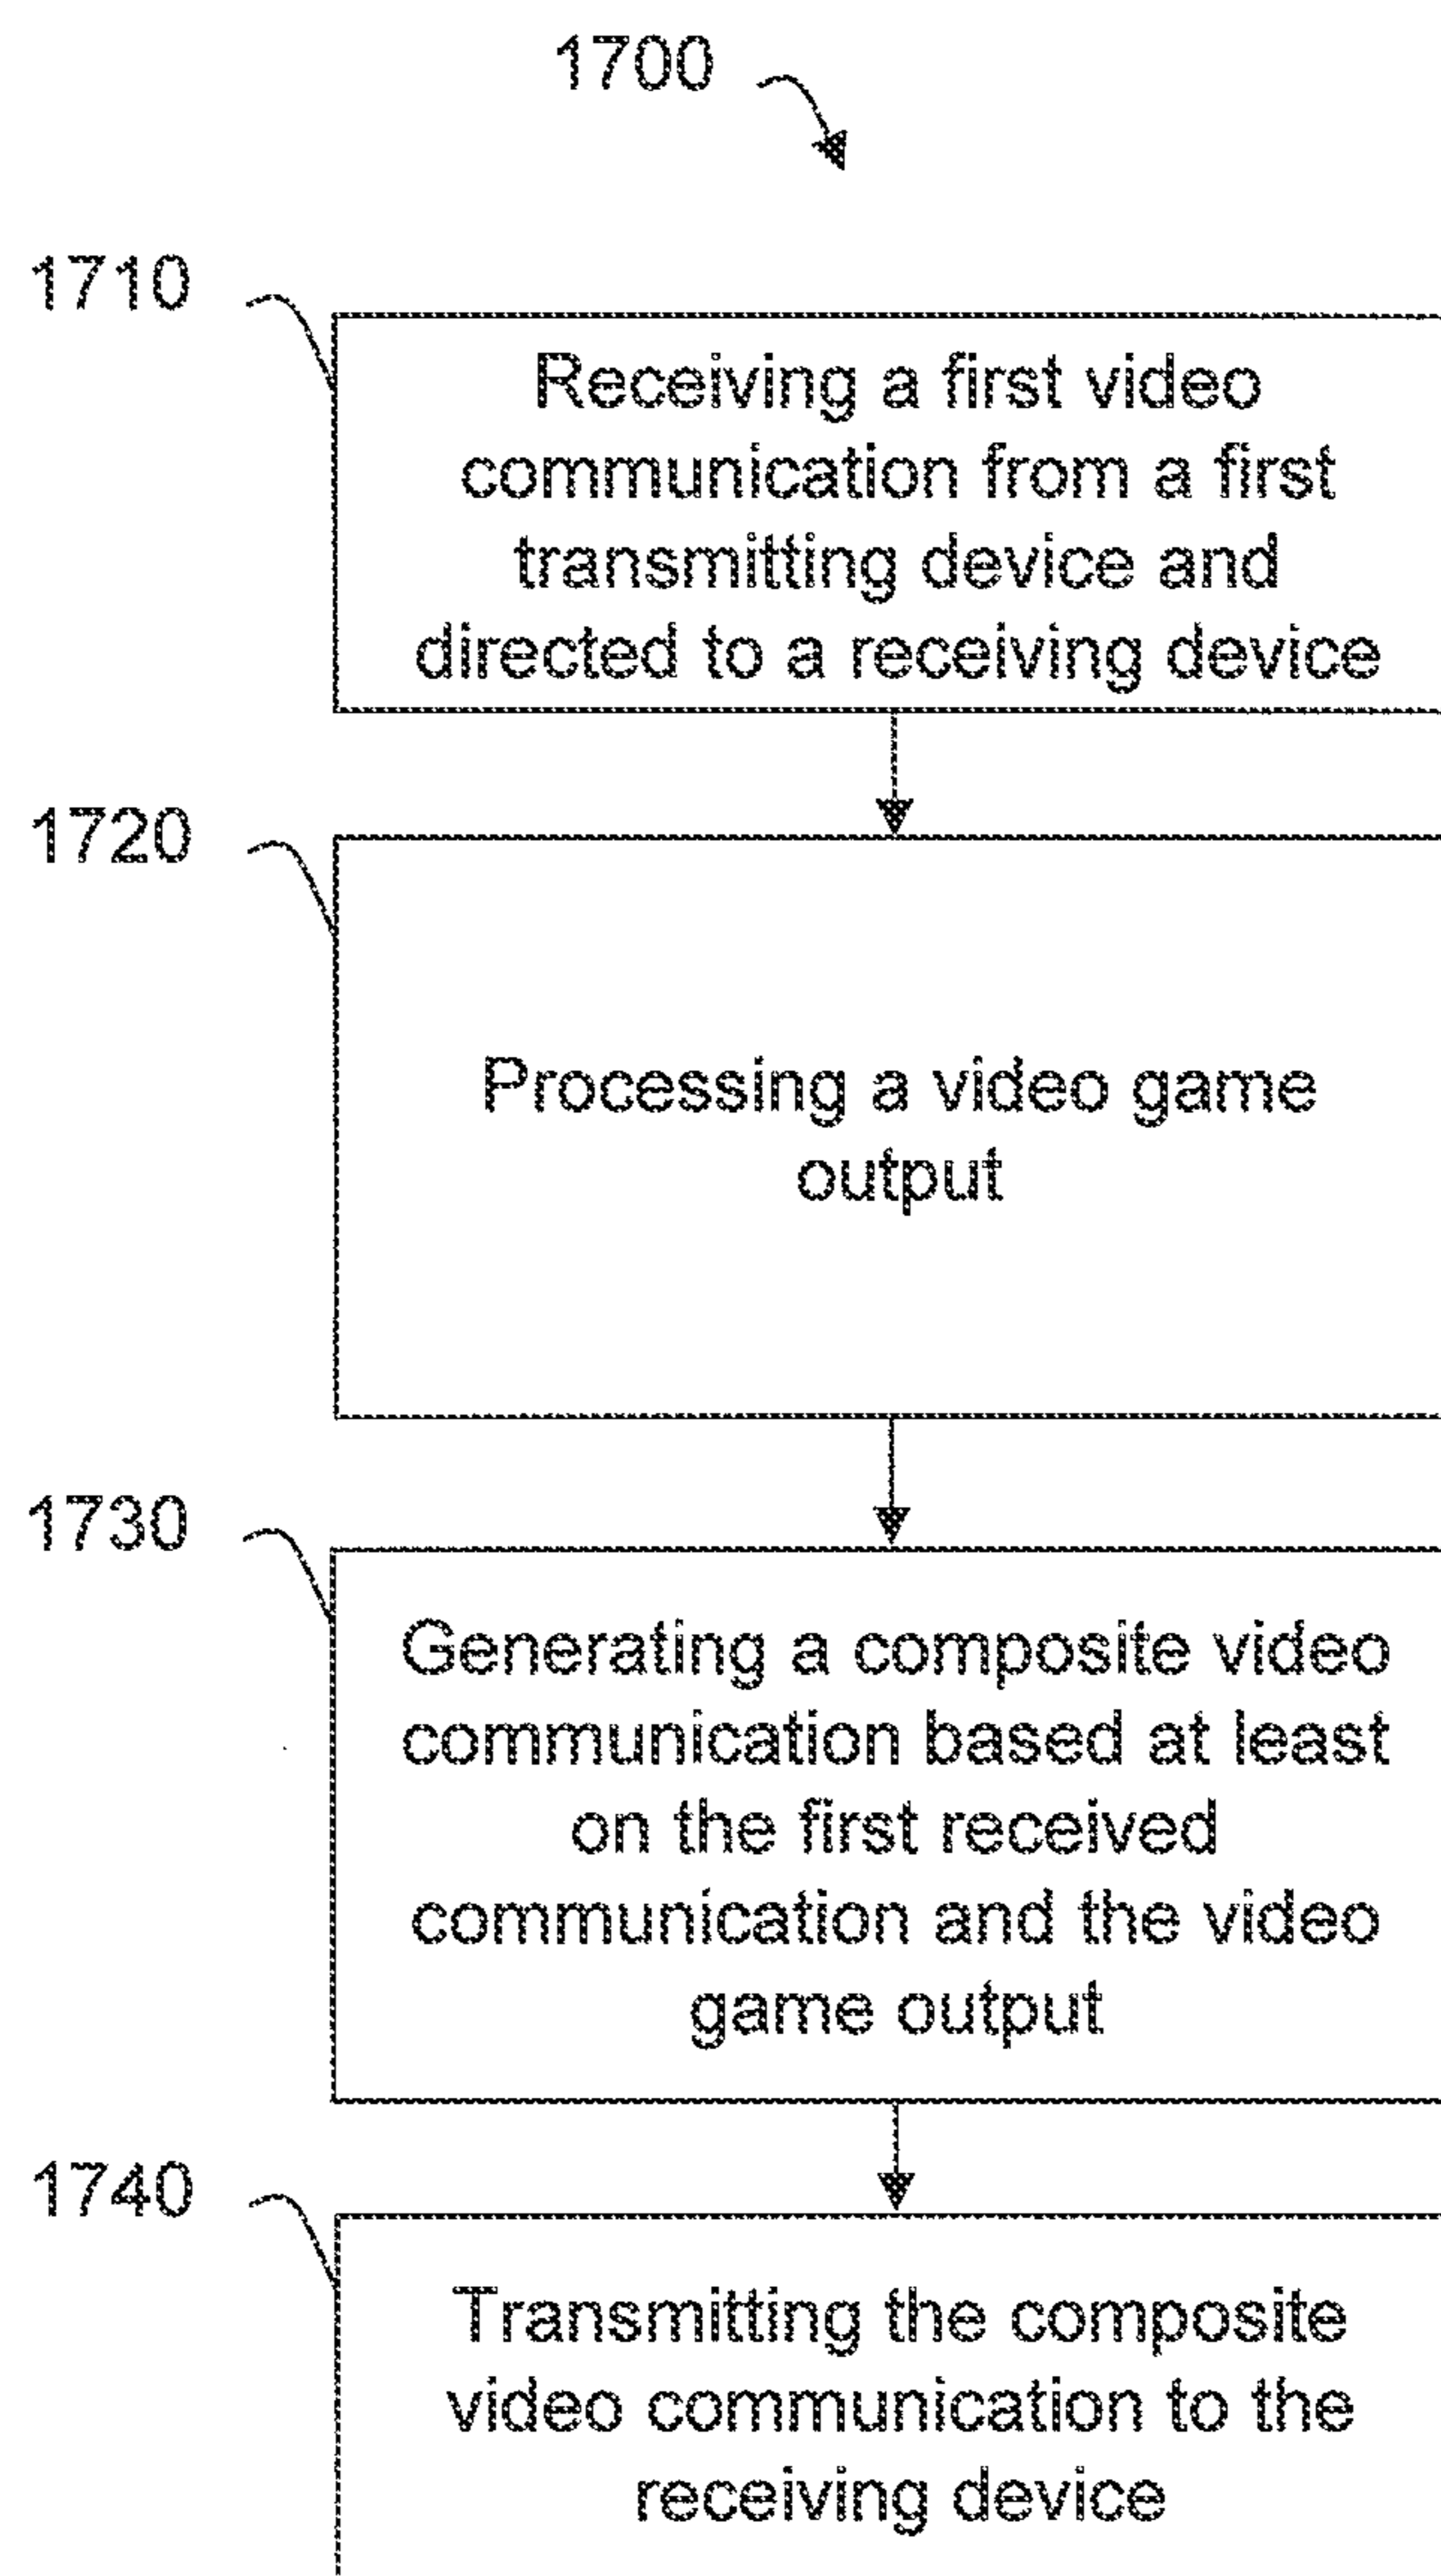 1700
1710
Receiving a first video
communication from a first
transmitting device and
directed to a receiving device
1720
Processing a video game
output
1730
Generating a composite video
communication based at least
on the first received
communication and the video
game output
1740
Transmitting the composite
video communication to the
receiving device